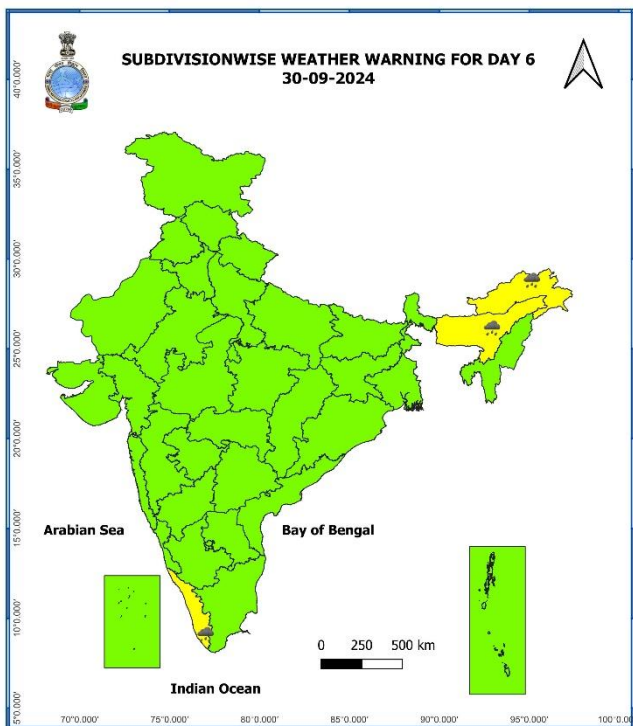 SUBDIVISIONWISE WEATHER WARNING FOR DAY 6
30-09-2024
40°0.000'
35°0.000'
30°0.000'
25°0.000'
20°0.000'
15°0.000'
10°0.000'
5°0.000'
Arabian Sea
Bay of Bengal
0 250 500 km
Indian Ocean
70°0.000' 75°0.000' 80°0.000' 85°0.000' 90°0.000' 95°0.000' 100°0.0